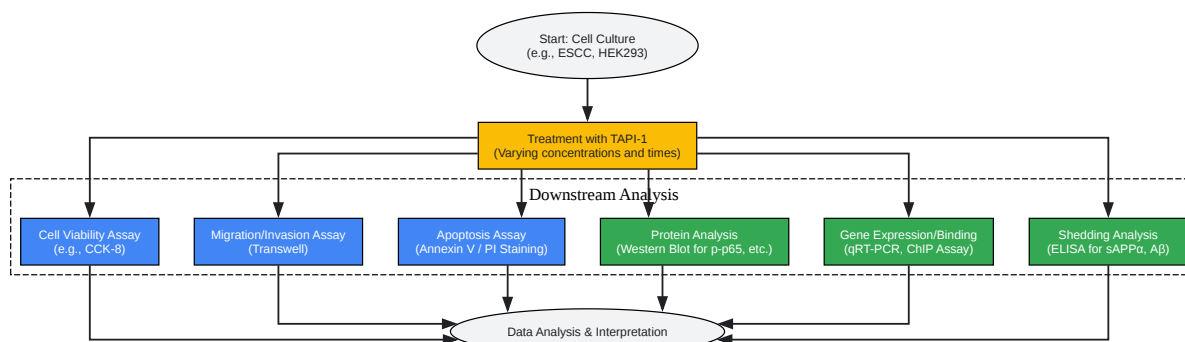 Start: Cell Culture
(e.g., ESCC, HEK293)
Treatment with TAPI-1
(Varying concentrations and times)
Downstream Analysis
Cell Viability Assay
(e.g., CCK-8)
Migration/Invasion Assay
(Transwell)
Apoptosis Assay
(Annexin V / PI Staining)
Protein Analysis
(Western Blot for p-p65, etc.)
Gene Expression/Binding
(qRT-PCR, ChIP Assay)
Shedding Analysis
(ELISA for sAPPα, Aβ)
Data Analysis & Interpretation